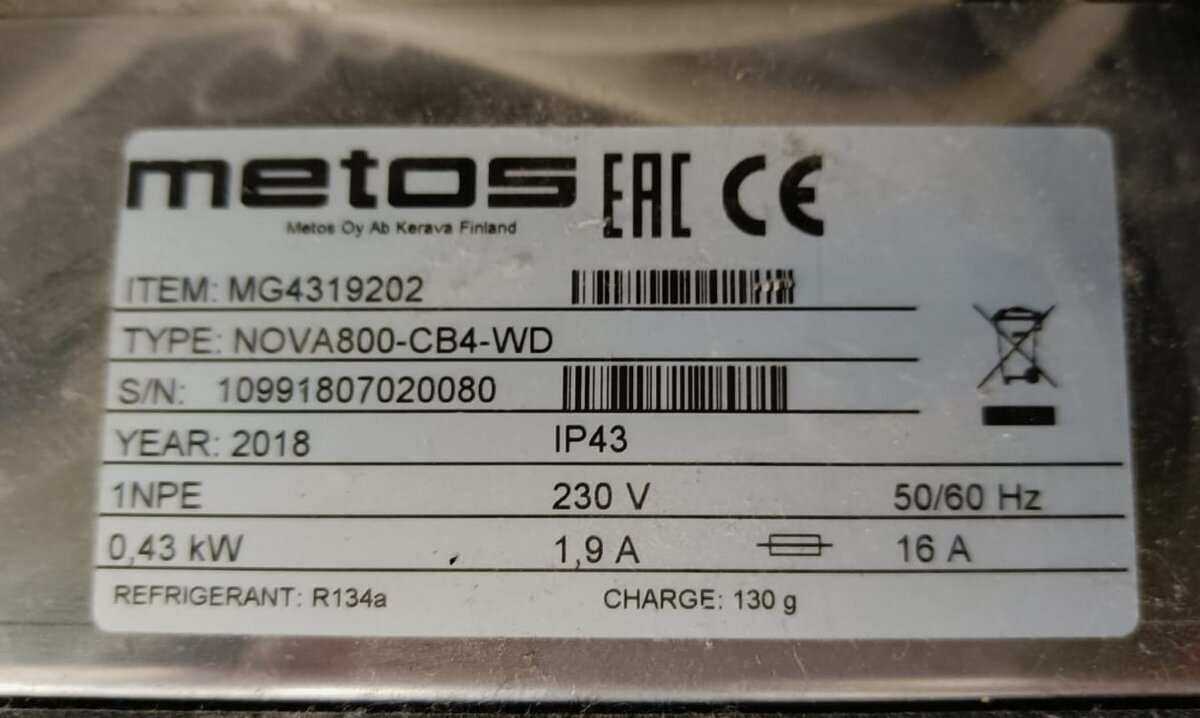 metos EAC CE
Metos Oy Ab Kerava Finland
ITEM: MG4319202
TYPE: NOVA800-CB4-WD
S/N: 10991807020080
YEAR: 2018 IP43
1NPE 230 V 50/60 Hz
0,43 kW 1,9 A 16 A
REFRIGERANT: R134a CHARGE: 130 g